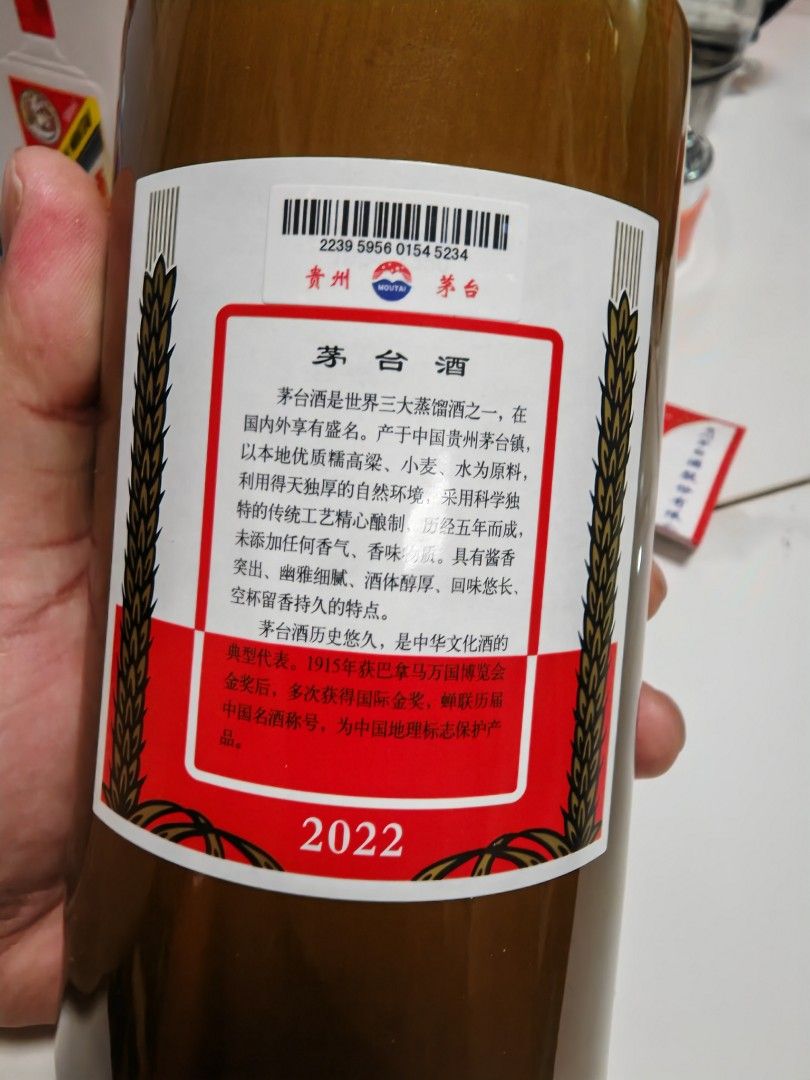 2239 5956 0154 5234
贵州 MOUTAI 茅台
茅台酒
茅台酒是世界三大蒸馏酒之一，在
国内外享有盛名。产于中国贵州茅台镇，
以本地优质糯高粱、小麦、水为原料，
利用得天独厚的自然环境，采用科学独
特的传统工艺精心酿制，历经五年而成，
未添加任何香气、香味物质。具有酱香
突出、幽雅细腻、酒体醇厚、回味悠长、
空杯留香持久的特点。
茅台酒历史悠久，是中华文化酒的
典型代表。1915年获巴拿马万国博览会
金奖后，多次获得国际金奖，蝉联历届
中国名酒称号，为中国地理标志保护产
品。
2022